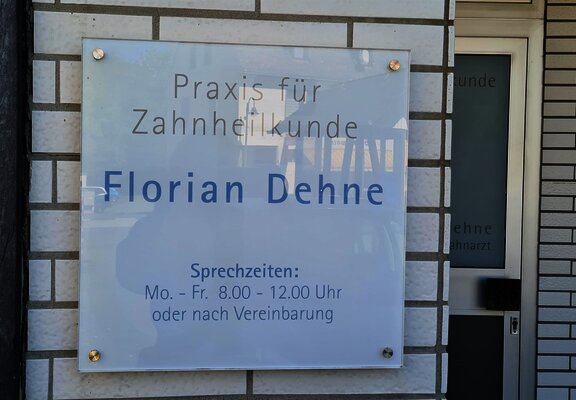 Praxis für
Zahnheilkunde
Florian Dehne
Sprechzeiten:
Mo. - Fr. 8.00 - 12.00 Uhr
oder nach Vereinbarung